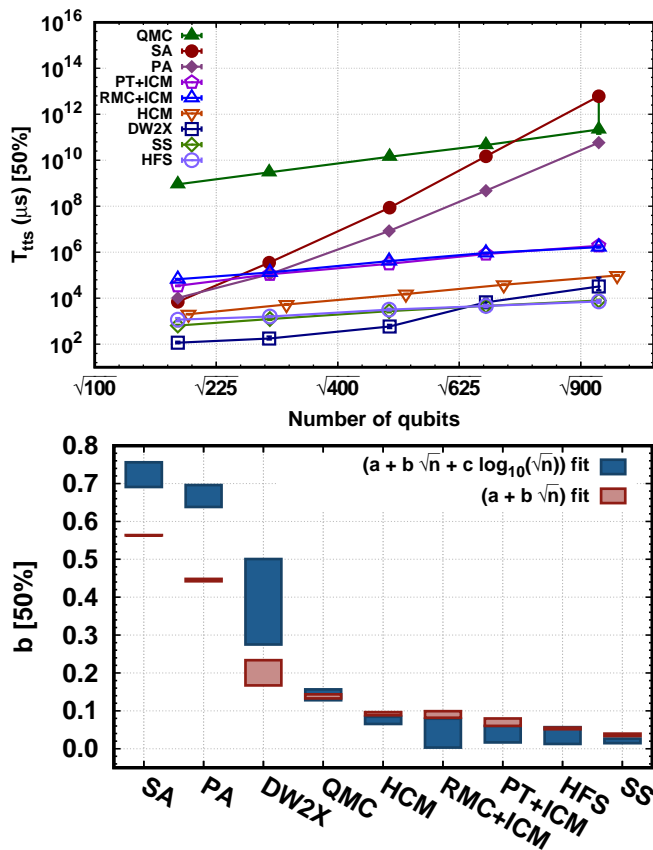 10^16
10^14
10^12
10^10
10^8
10^6
10^4
10^2
T_tts (μs) [50%]
QMC
SA
PA
PT+ICM
RMC+ICM
HCM
DW2X
SS
HFS
√100 √225 √400 √625 √900
Number of qubits
0.8
0.7
0.6
0.5
0.4
0.3
0.2
0.1
0.0
b [50%]
(a + b √n + c log_10(√n)) fit
(a + b √n) fit
SA PA DW2X QMC HCM RMC+ICM PT+ICM HFS SS